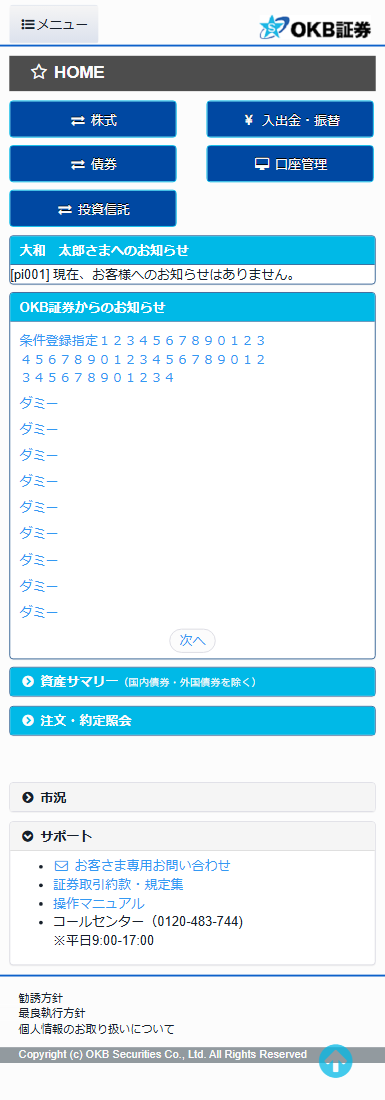 メニュー
OKB証券
HOME
株式
入出金・振替
債券
口座管理
投資信託
大和　太郎さまへのお知らせ
[pi001] 現在、お客様へのお知らせはありません。
OKB証券からのお知らせ
条件登録指定１２３４５６７８９０１２３
４５６７８９０１２３４５６７８９０１２
３４５６７８９０１２３４
ダミー
ダミー
ダミー
ダミー
ダミー
ダミー
ダミー
ダミー
ダミー
次へ
資産サマリー（国内債券・外国債券を除く）
注文・約定照会
市況
サポート
お客さま専用お問い合わせ
証券取引約款・規定集
操作マニュアル
コールセンター（0120-483-744)
※平日9:00-17:00
勧誘方針
最良執行方針
個人情報のお取り扱いについて
Copyright (c) OKB Securities Co., Ltd. All Rights Reserved